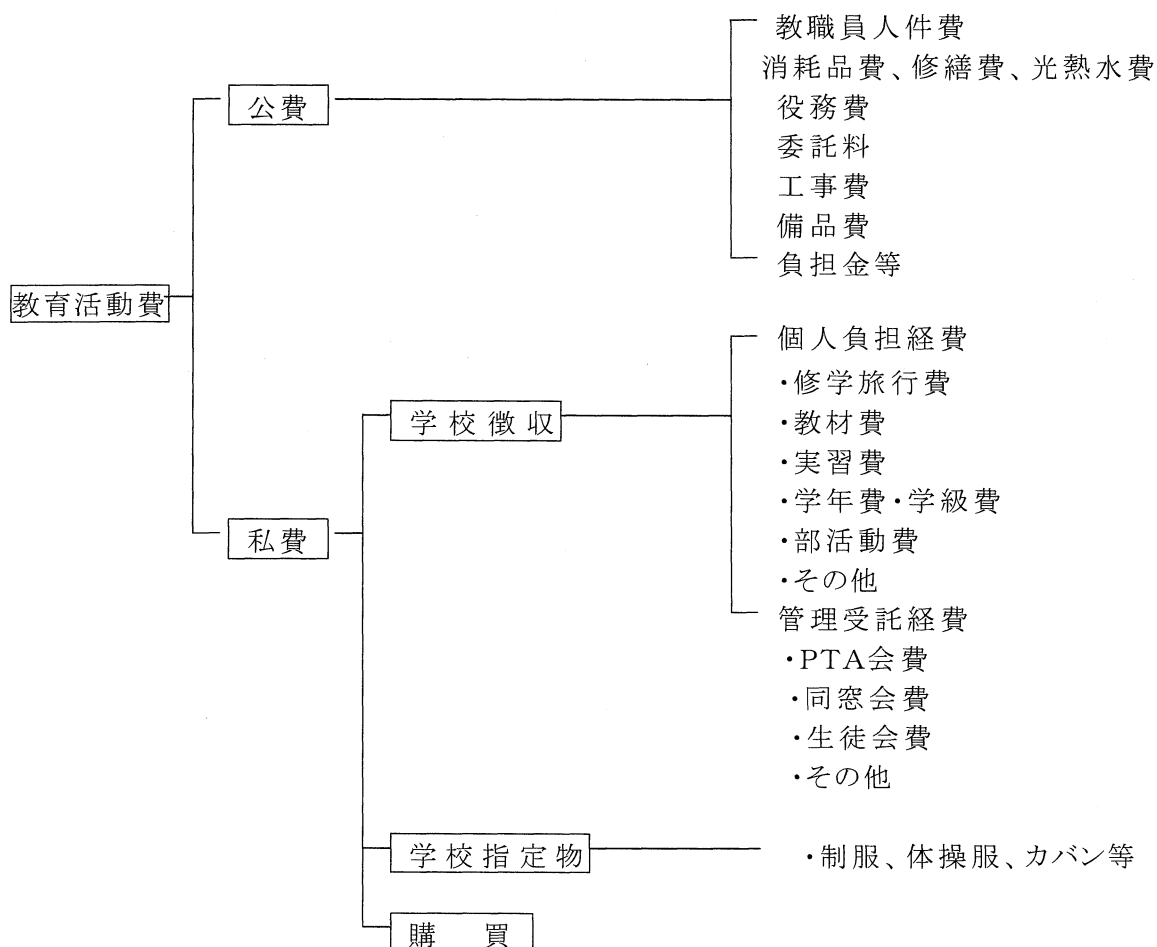 教育活動費
公費
教職員人件費
消耗品費、修繕費、光熱水費
役務費
委託料
工事費
備品費
負担金等
私費
学校徴収
個人負担経費
・修学旅行費
・教材費
・実習費
・学年費・学級費
・部活動費
・その他
管理受託経費
・PTA会費
・同窓会費
・生徒会費
・その他
学校指定物
・制服、体操服、カバン等
購 買